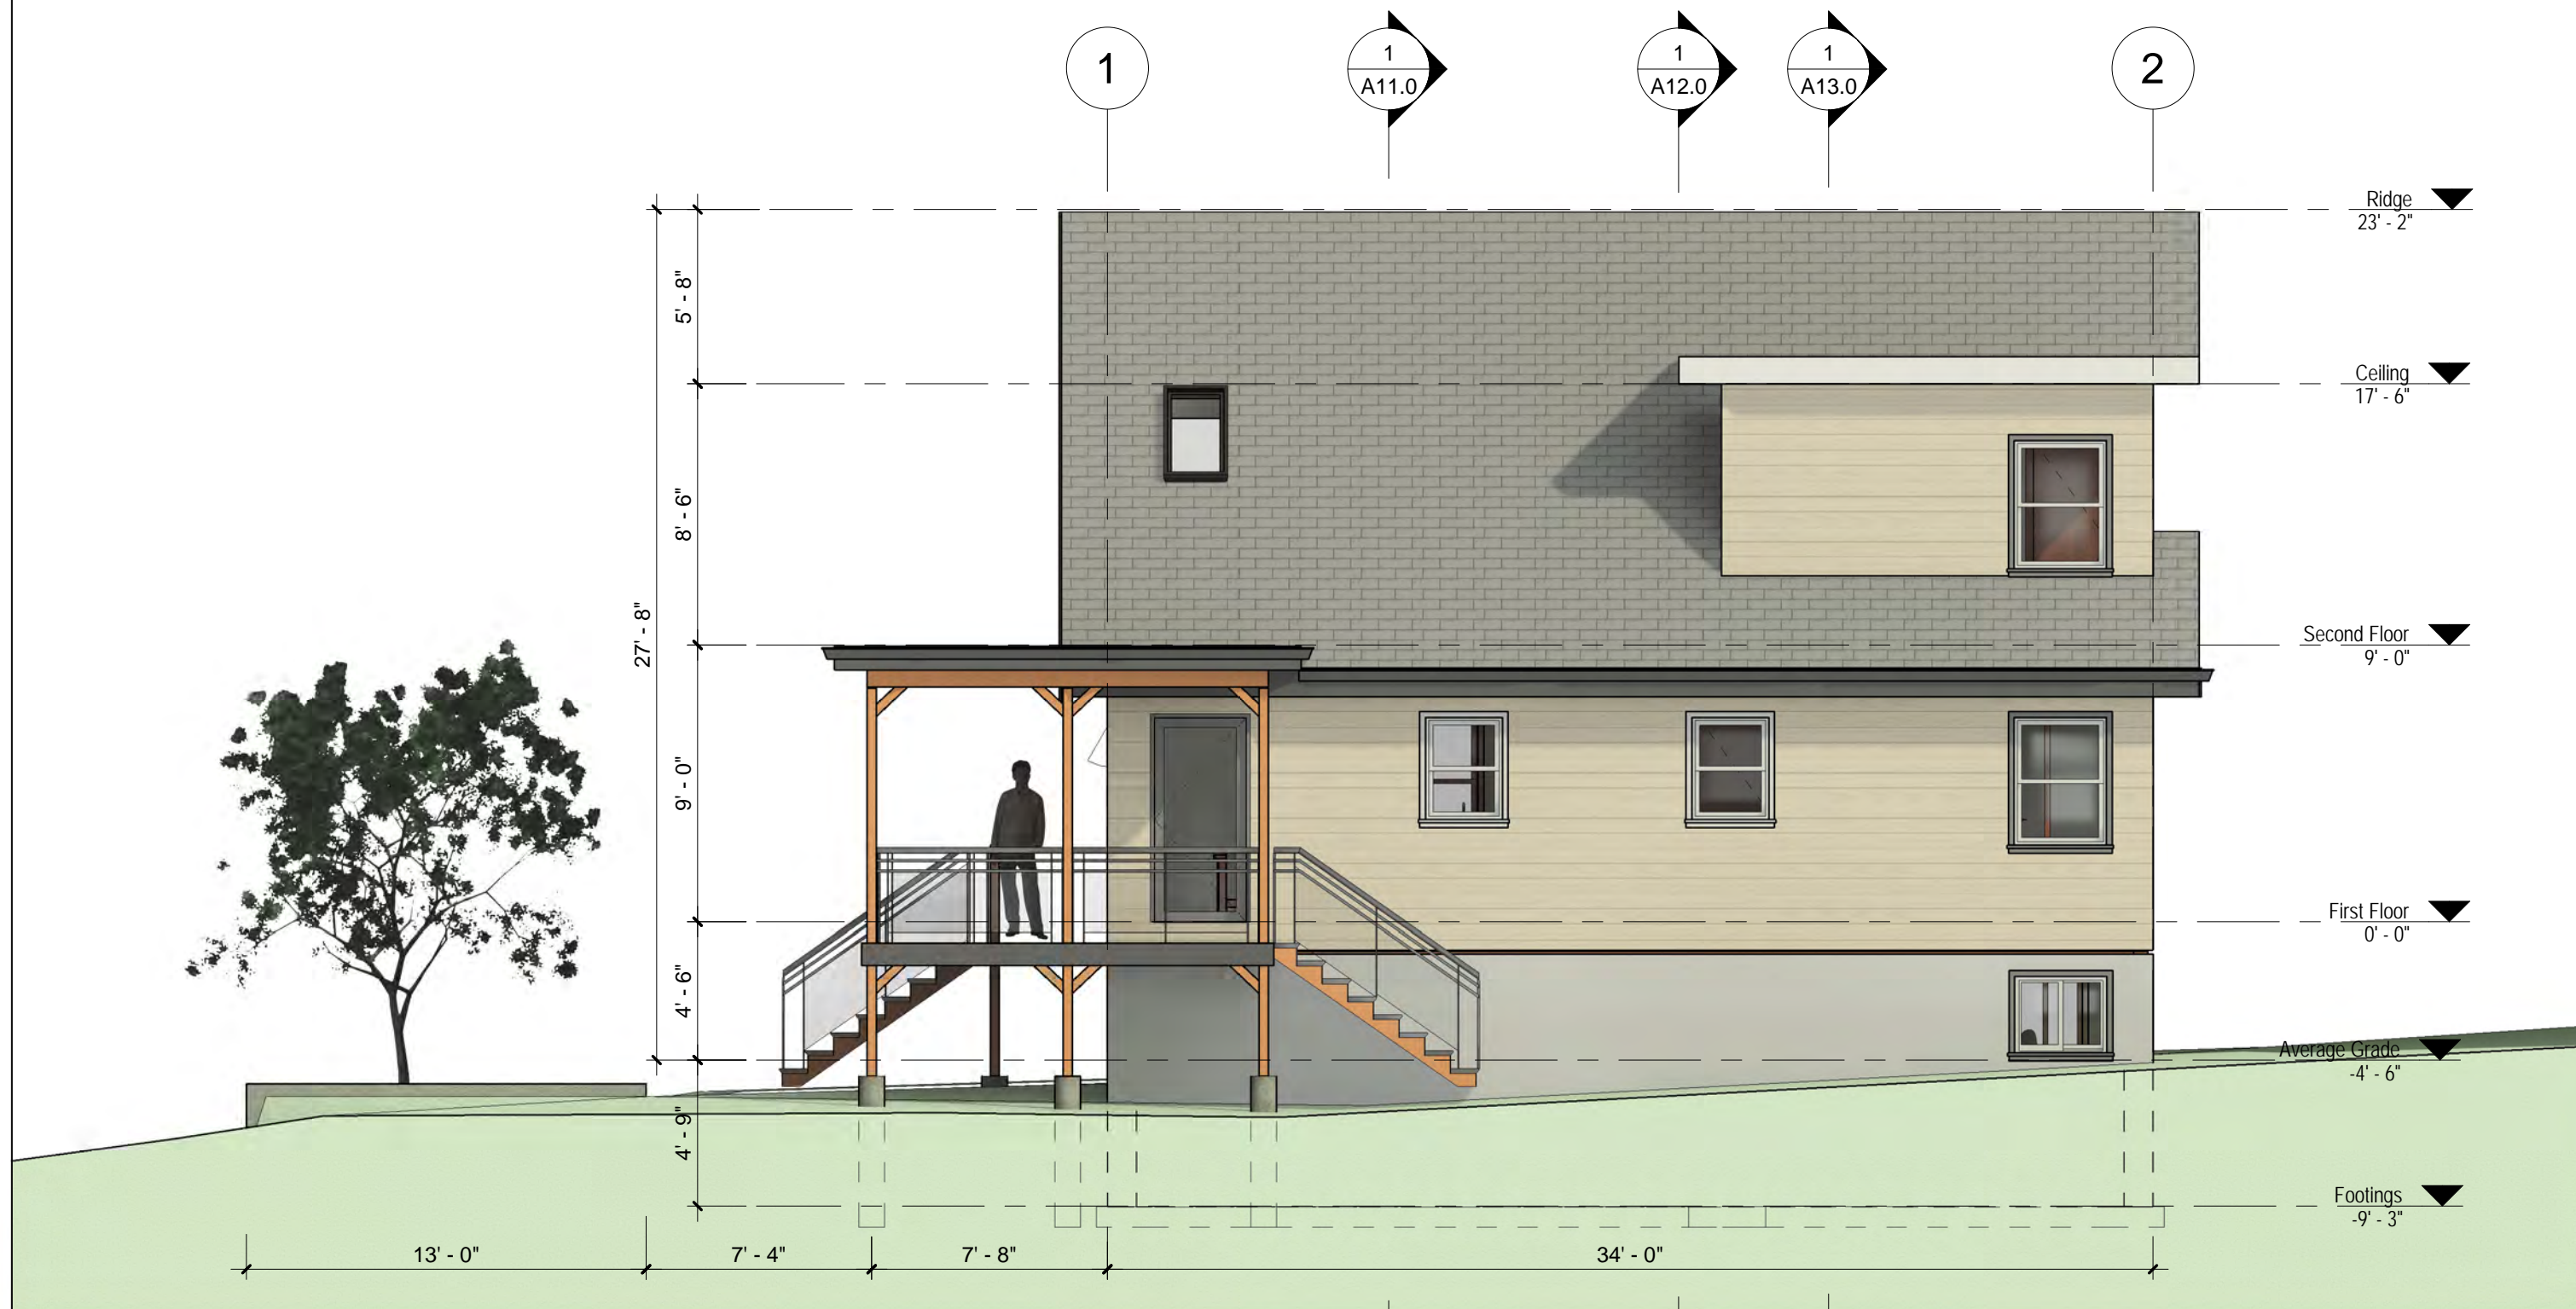 1
1
A11.0
1
A12.0
1
A13.0
2
Ridge
23' - 2"
5' - 8"
Ceiling
17' - 6"
8' - 6"
27' - 8"
Second Floor
9' - 0"
9' - 0"
First Floor
0' - 0"
4' - 6"
Average Grade
-4' - 6"
4' - 9"
Footings
-9' - 3"
13' - 0"
7' - 4"
7' - 8"
34' - 0"